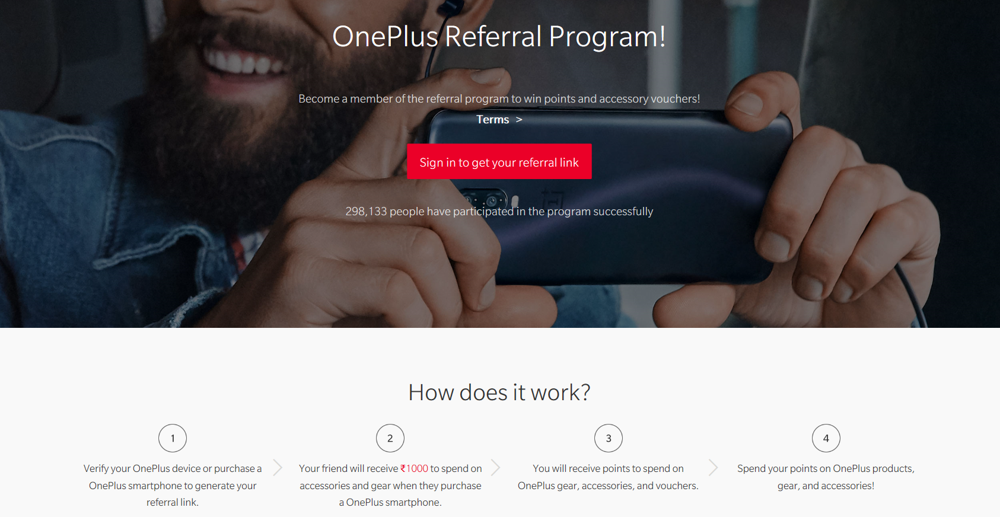 OnePlus Referral Program!
Become a member of the referral program to win points and accessory vouchers!
Terms >
Sign in to get your referral link
298,133 people have participated in the program successfully
How does it work?
1
Verify your OnePlus device or purchase a
OnePlus smartphone to generate your
referral link.
2
Your friend will receive ₹1000 to spend on
accessories and gear when they purchase
a OnePlus smartphone.
3
You will receive points to spend on
OnePlus gear, accessories, and vouchers.
4
Spend your points on OnePlus products,
gear, and accessories!